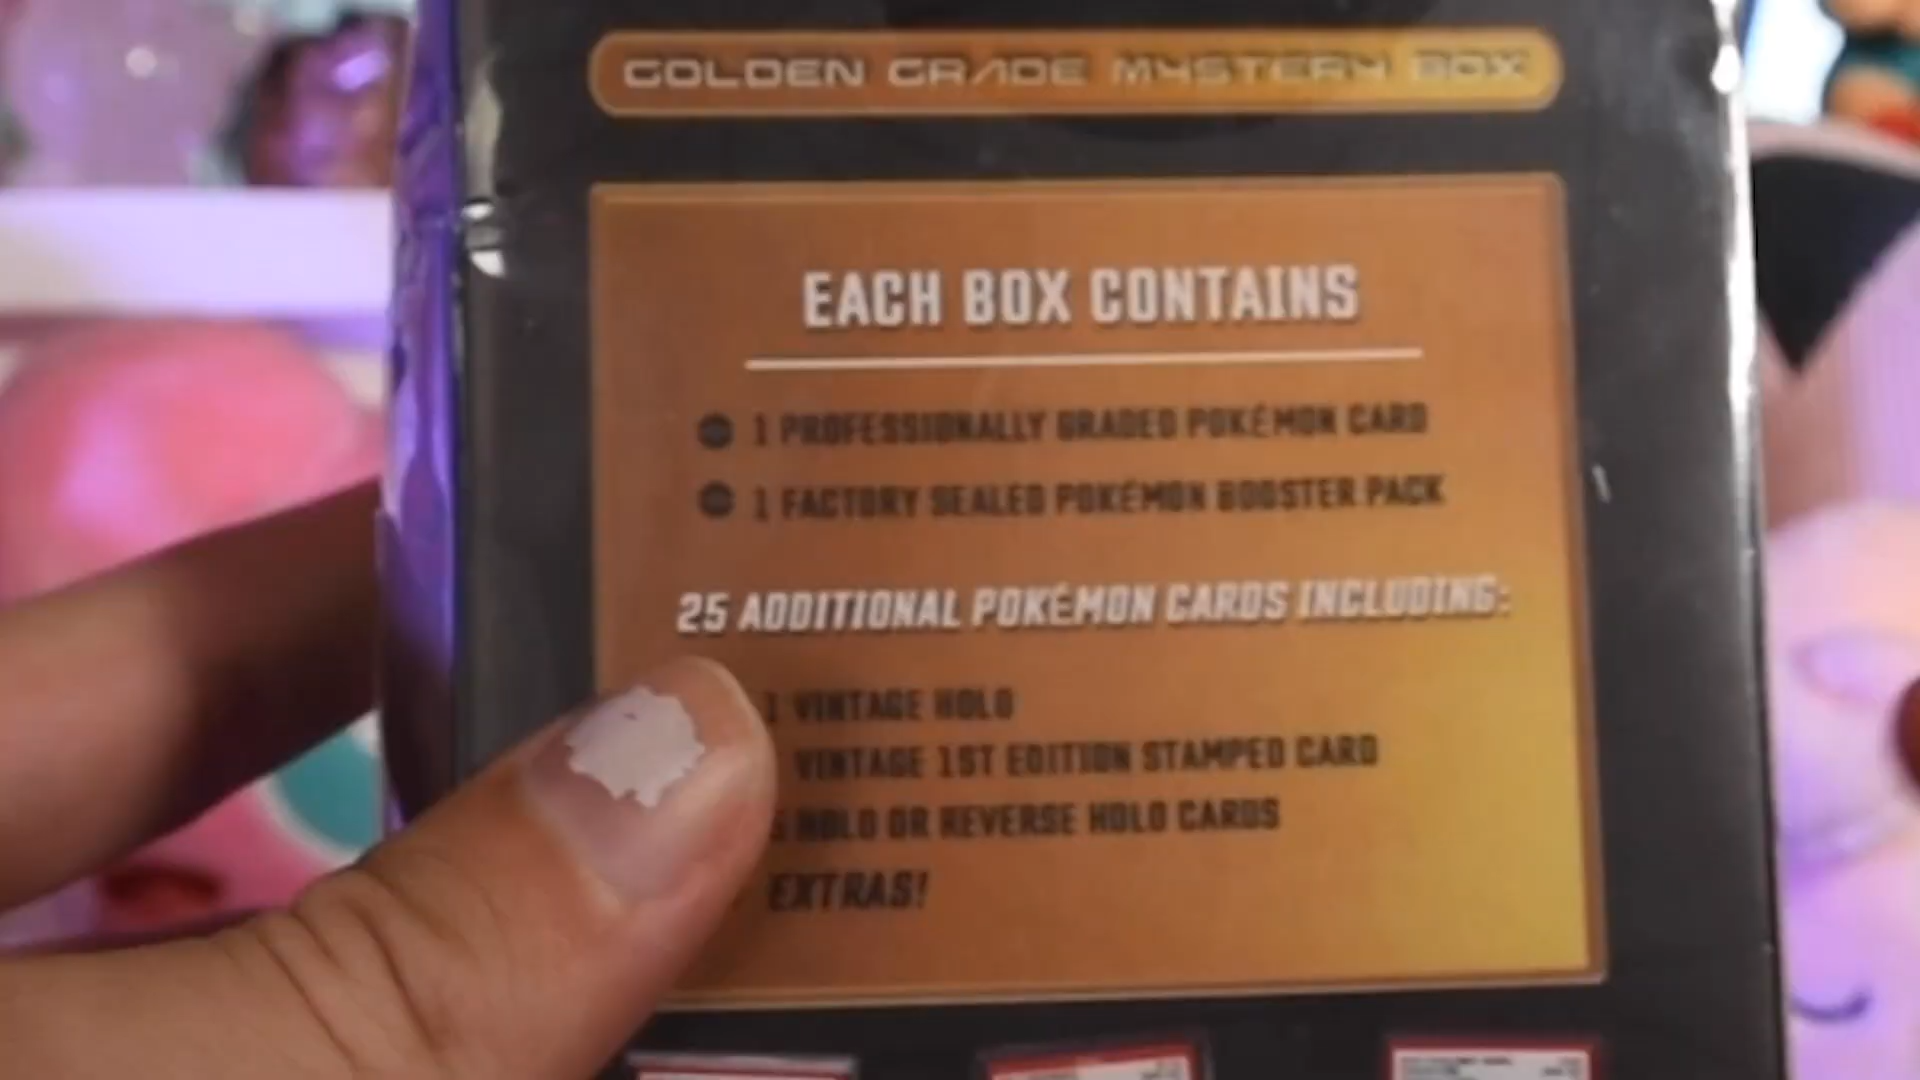 GOLDEN GRADE MYSTERY BOX
EACH BOX CONTAINS
1 PROFESSIONALLY GRADED POKÉMON CARD
1 FACTORY SEALED POKÉMON BOOSTER PACK
25 ADDITIONAL POKÉMON CARDS INCLUDING:
1 VINTAGE HOLO
VINTAGE 1ST EDITION STAMPED CARD
5 HOLO OR REVERSE HOLO CARDS
EXTRAS!